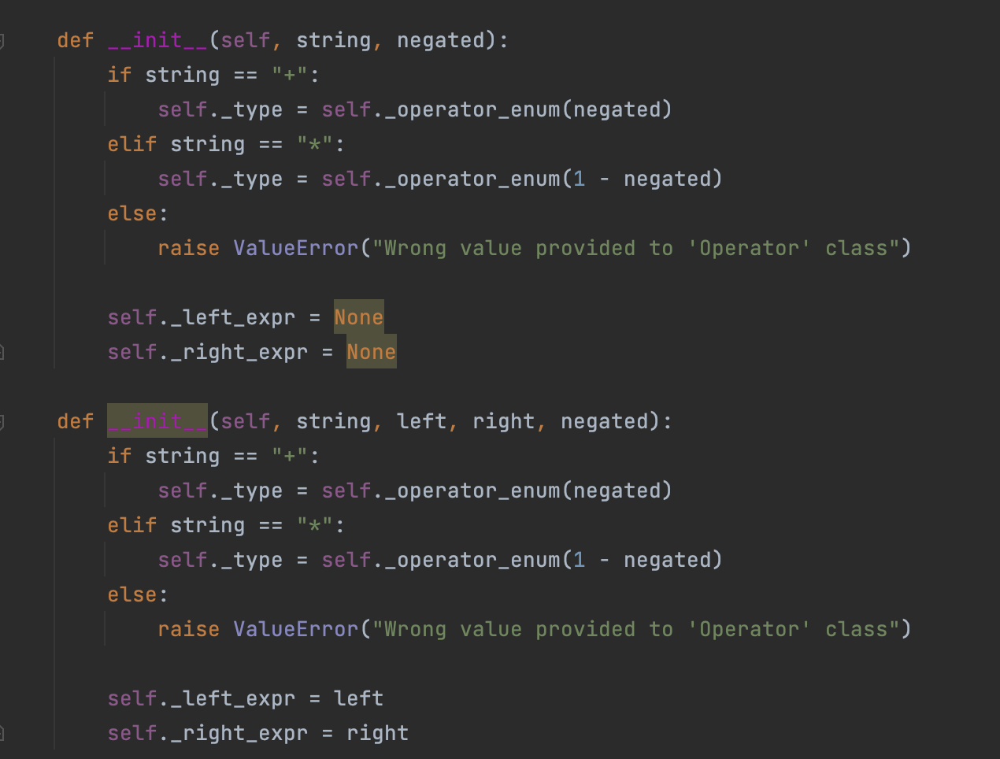 def __init__(self, string, negated):
if string == "+":
self._type = self._operator_enum(negated)
elif string == "*":
self._type = self._operator_enum(1 - negated)
else:
raise ValueError("Wrong value provided to 'Operator' class")
self._left_expr = None
self._right_expr = None
def __init__(self, string, left, right, negated):
if string == "+":
self._type = self._operator_enum(negated)
elif string == "*":
self._type = self._operator_enum(1 - negated)
else:
raise ValueError("Wrong value provided to 'Operator' class")
self._left_expr = left
self._right_expr = right